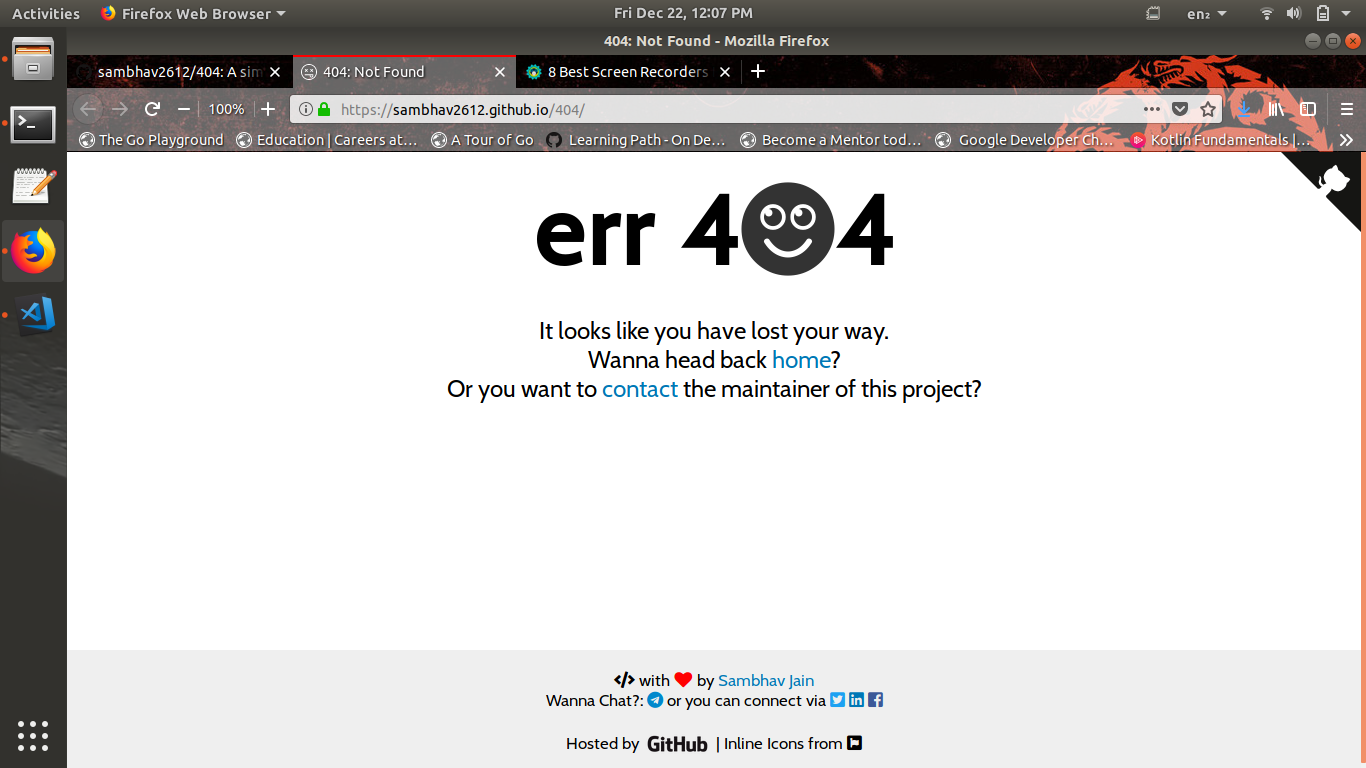 Activities Firefox Web Browser Fri Dec 22, 12:07 PM en₂
404: Not Found - Mozilla Firefox
sambhav2612/404: A sim 404: Not Found 8 Best Screen Recorders
100% https://sambhav2612.github.io/404/
The Go Playground Education | Careers at… A Tour of Go Learning Path - On De… Become a Mentor tod… Google Developer Ch… Kotlin Fundamentals |…
err 4 4
It looks like you have lost your way.
Wanna head back home?
Or you want to contact the maintainer of this project?
with by Sambhav Jain
Wanna Chat?: or you can connect via
Hosted by GitHub | Inline Icons from